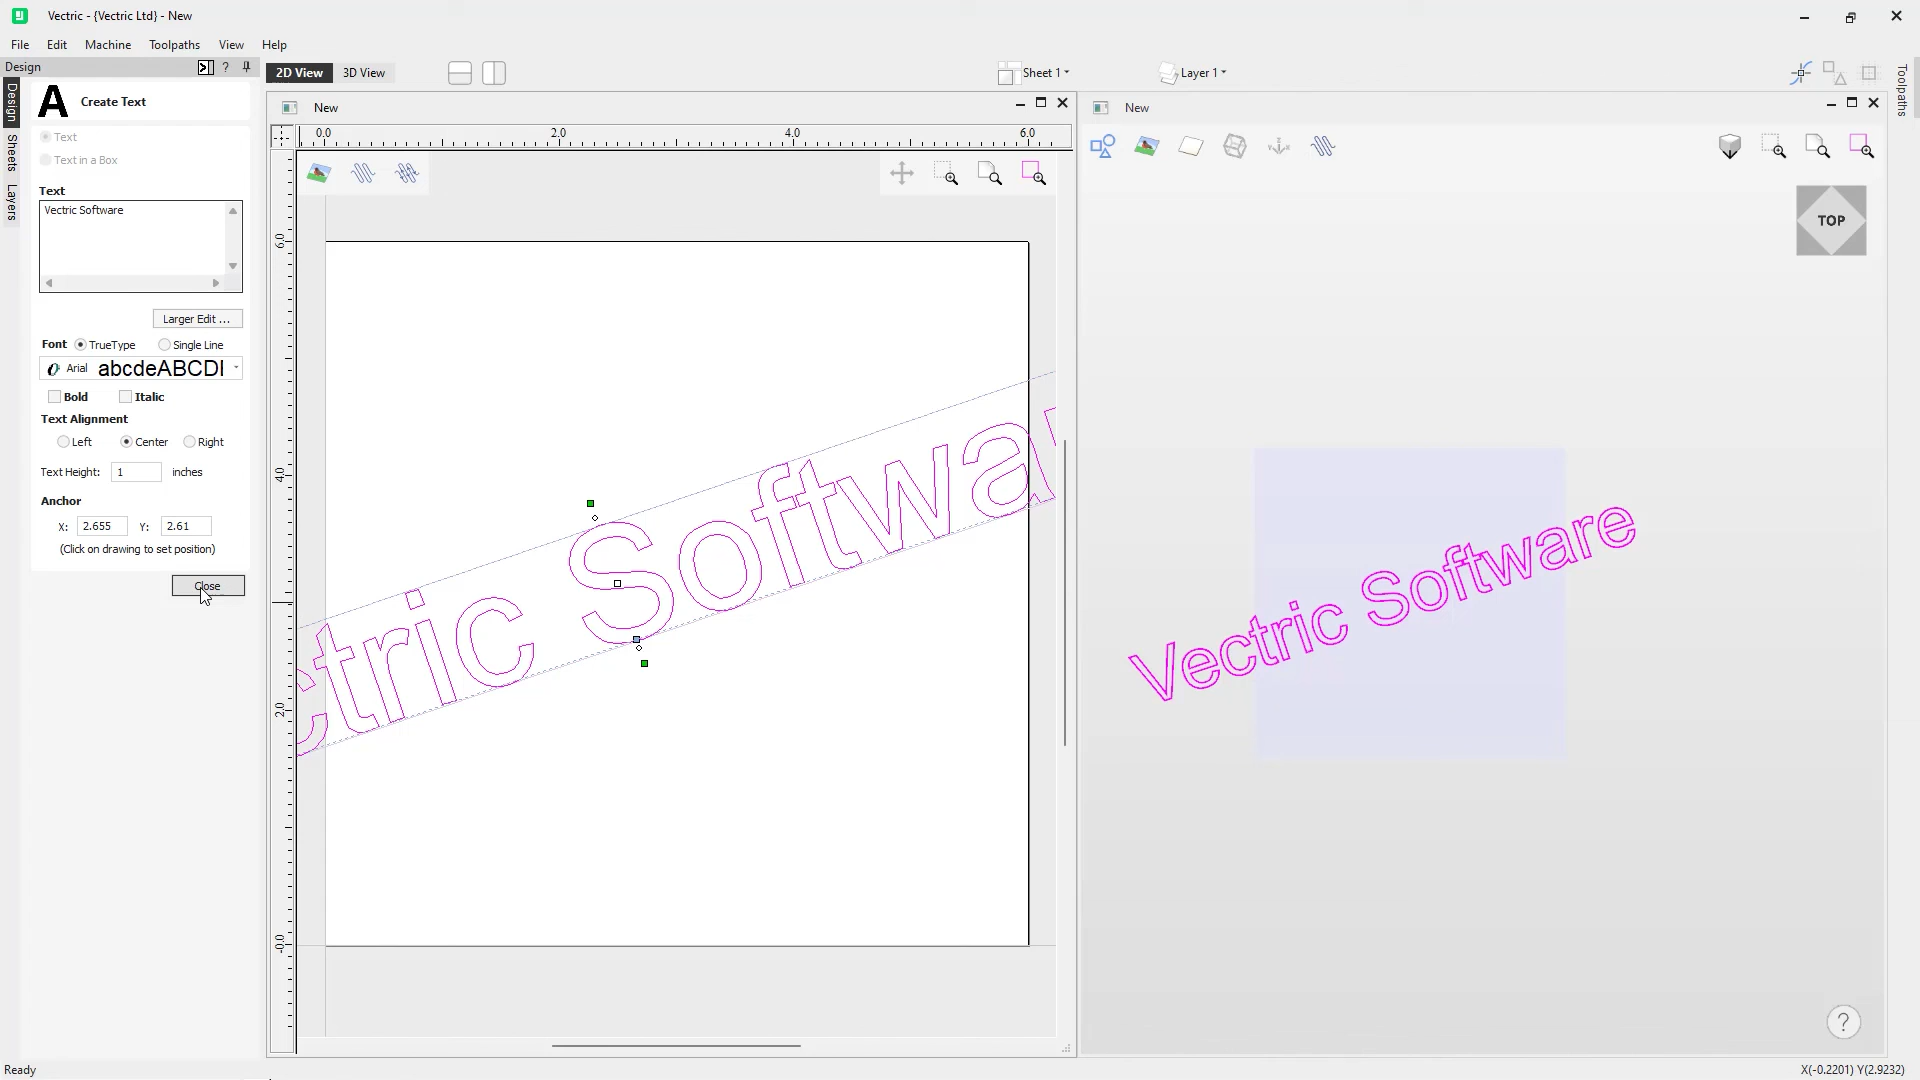 Vectric - {Vectric Ltd} - New
File Edit Machine Toolpaths View Help
Design ?
2D View 3D View
Sheet 1
Layer 1
Toolpaths
Design
Sheets
Layers
A Create Text
Text
Text in a Box
Text
Vectric Software
Larger Edit ...
Font TrueType Single Line
O Arial abcdeABCDI
Bold Italic
Text Alignment
Left Center Right
Text Height: 1 inches
Anchor
X: 2.655 Y: 2.61
(Click on drawing to set position)
Close
New
0.0 2.0 4.0 6.0
6.0
4.0
2.0
-0.0
ctric Softwar
New
TOP
Vectric Software
?
Ready
X(-0.2201) Y(2.9232)